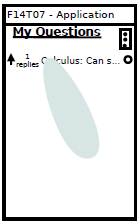 F14T07 - Application
My Questions
1 replies Calculus: Can s...